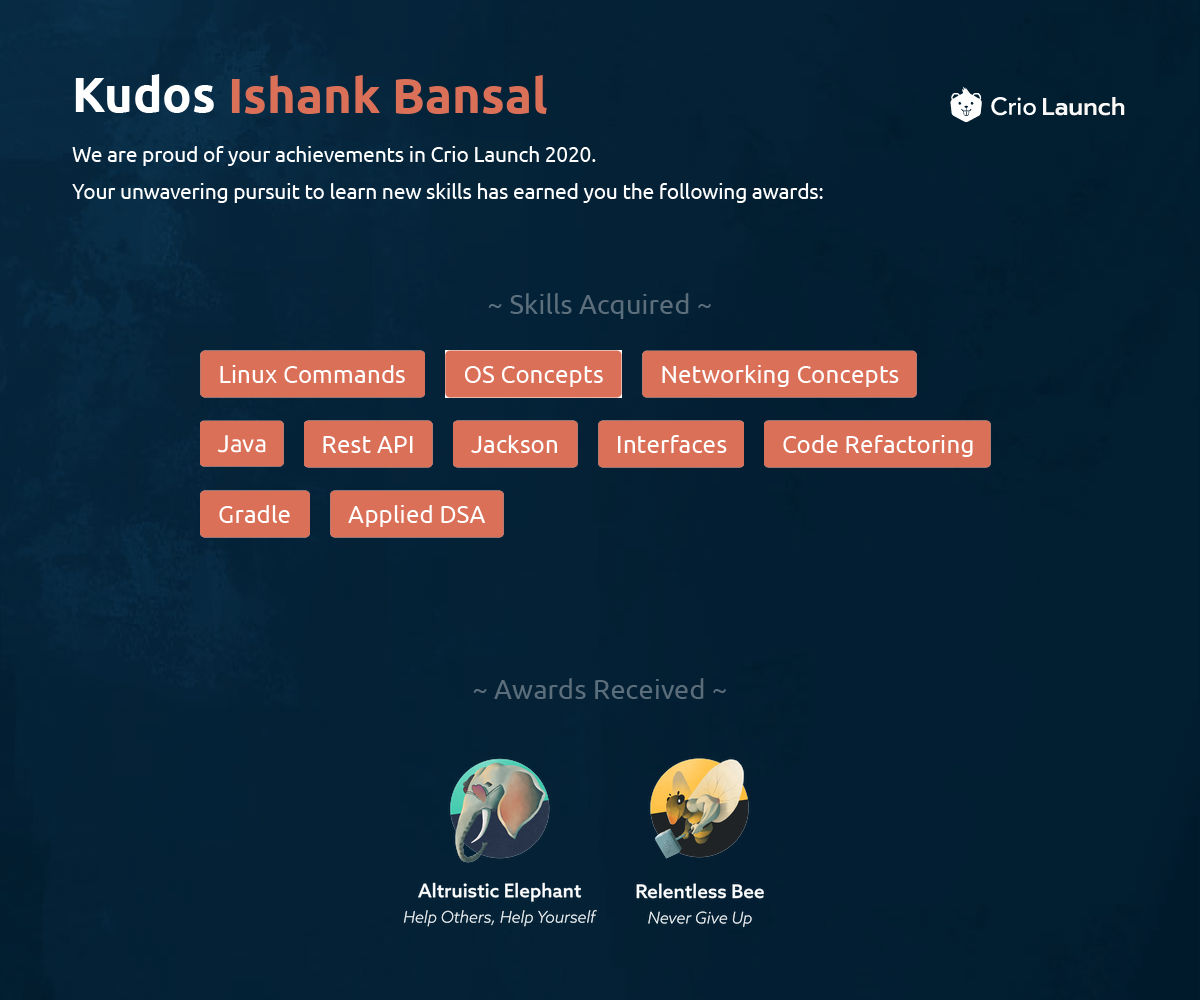 Kudos Ishank Bansal
Crio Launch
We are proud of your achievements in Crio Launch 2020.
Your unwavering pursuit to learn new skills has earned you the following awards:
~ Skills Acquired ~
Linux Commands OS Concepts Networking Concepts
Java Rest API Jackson Interfaces Code Refactoring
Gradle Applied DSA
~ Awards Received ~
Altruistic Elephant Relentless Bee
Help Others, Help Yourself Never Give Up